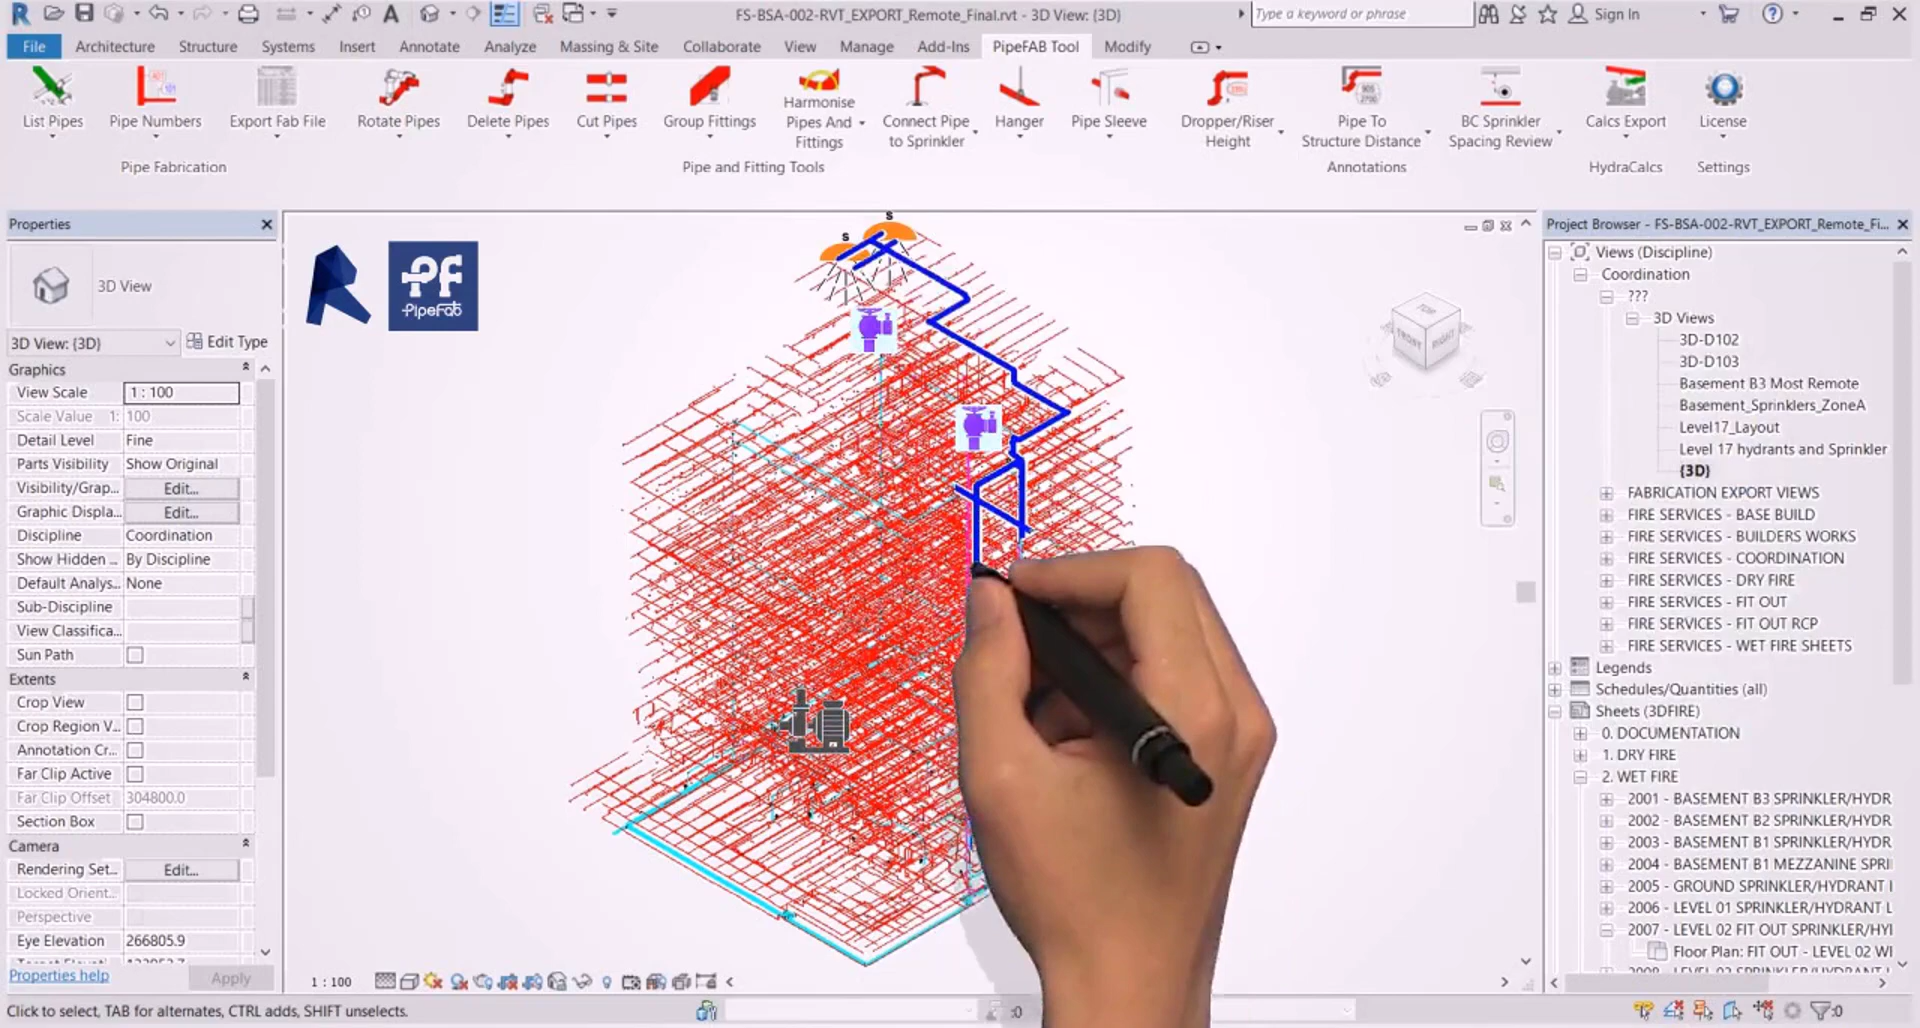 FS-BSA-002-RVT_EXPORT_Remote_Final.rvt - 3D View: {3D}
Type a keyword or phrase
Sign In
File Architecture Structure Systems Insert Annotate Analyze Massing & Site Collaborate View Manage Add-Ins PipeFAB Tool Modify
List Pipes
Pipe Numbers
Export Fab File
Rotate Pipes
Delete Pipes
Cut Pipes
Group Fittings
Harmonise
Pipes And
Fittings
Connect Pipe
to Sprinkler
Hanger
Pipe Sleeve
Dropper/Riser
Height
Pipe To
Structure Distance
BC Sprinkler
Spacing Review
Calcs Export
License
Pipe Fabrication
Pipe and Fitting Tools
Annotations
HydraCalcs
Settings
Properties
3D View
3D View: {3D}
Edit Type
Graphics
View Scale 1 : 100
Scale Value 1: 100
Detail Level Fine
Parts Visibility Show Original
Visibility/Grap... Edit...
Graphic Displa... Edit...
Discipline Coordination
Show Hidden ... By Discipline
Default Analys... None
Sub-Discipline
View Classifica...
Sun Path
Extents
Crop View
Crop Region V...
Annotation Cr...
Far Clip Active
Far Clip Offset 304800.0
Section Box
Camera
Rendering Set... Edit...
Locked Orient...
Perspective
Eye Elevation 266805.9
Properties help
Apply
R
PF
PipeFab
S
S
TOP
FRONT
RIGHT
1 : 100
Project Browser - FS-BSA-002-RVT_EXPORT_Remote_Fi...
Views (Discipline)
Coordination
???
3D Views
3D-D102
3D-D103
Basement B3 Most Remote
Basement_Sprinklers_ZoneA
Level17_Layout
Level 17 hydrants and Sprinkler
{3D}
FABRICATION EXPORT VIEWS
FIRE SERVICES - BASE BUILD
FIRE SERVICES - BUILDERS WORKS
FIRE SERVICES - COORDINATION
FIRE SERVICES - DRY FIRE
FIRE SERVICES - FIT OUT
FIRE SERVICES - FIT OUT RCP
FIRE SERVICES - WET FIRE SHEETS
Legends
Schedules/Quantities (all)
Sheets (3DFIRE)
0. DOCUMENTATION
1. DRY FIRE
2. WET FIRE
2001 - BASEMENT B3 SPRINKLER/HYDR
2002 - BASEMENT B2 SPRINKLER/HYDR
2003 - BASEMENT B1 SPRINKLER/HYDR
2004 - BASEMENT B1 MEZZANINE SPRI
2005 - GROUND SPRINKLER/HYDRANT
2006 - LEVEL 01 SPRINKLER/HYDRANT L
2007 - LEVEL 02 FIT OUT SPRINKLER/HY
Floor Plan: FIT OUT - LEVEL 02 WI
Click to select, TAB for alternates, CTRL adds, SHIFT unselects.
:0
:0